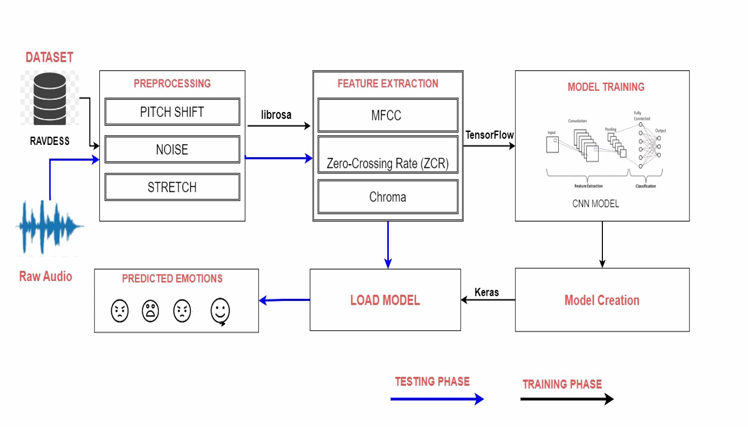 DATASET
RAVDESS
Raw Audio
PREPROCESSING
PITCH SHIFT
NOISE
STRETCH
librosa
FEATURE EXTRACTION
MFCC
Zero-Crossing Rate (ZCR)
Chroma
TensorFlow
MODEL TRAINING
Input
Convolution
Pooling
Fully
Connected
Output
Feature Extraction
Classification
CNN MODEL
PREDICTED EMOTIONS
LOAD MODEL
Keras
Model Creation
TESTING PHASE
TRAINING PHASE